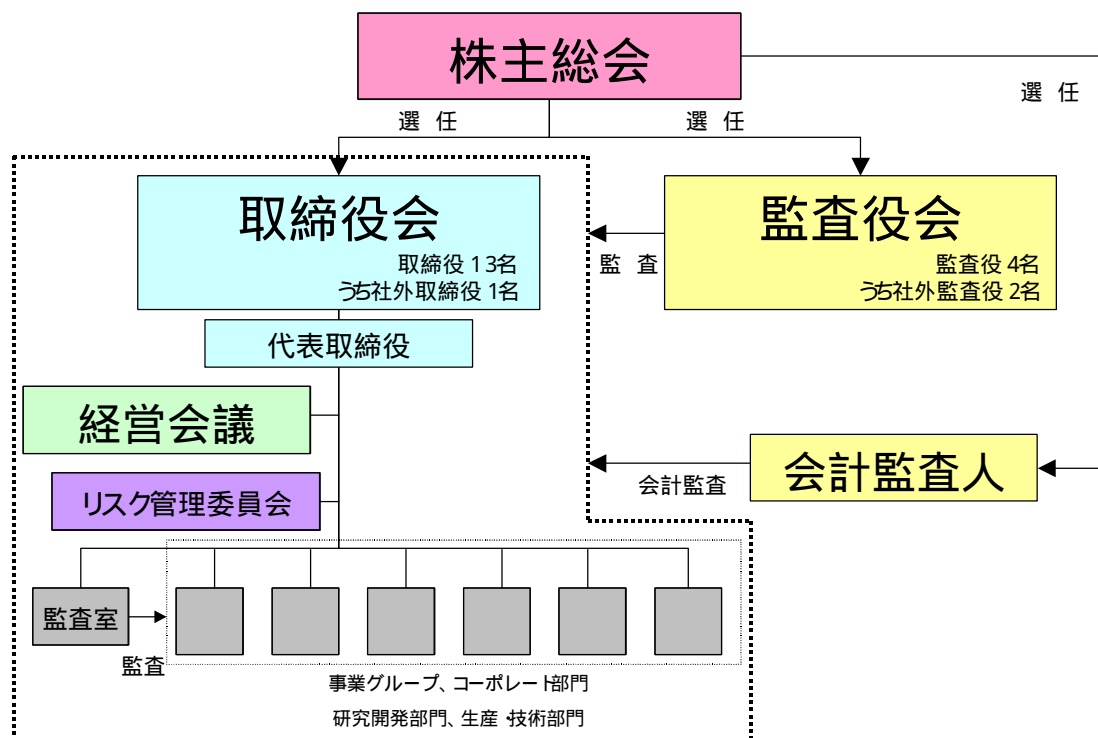 株主総会
選 任
選 任
選 任
取締役会
取締役 13名
うち社外取締役 1名
監査役会
監査役 4名
うち社外監査役 2名
監 査
代表取締役
経営会議
会計監査人
会計監査
リスク管理委員会
監査室
監査
事業グループ、コーポレート部門
研究開発部門、生産・技術部門